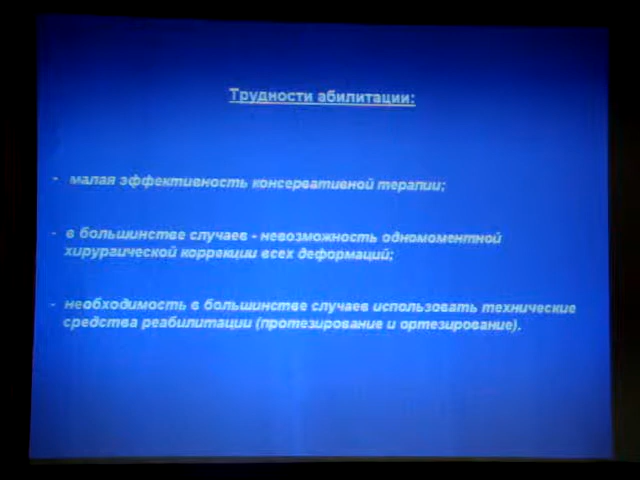 Трудности абилитации:
- малая эффективность консервативной терапии;
- в большинстве случаев - невозможность одномоментной
хирургической коррекции всех деформаций;
- необходимость в большинстве случаев использовать технические
средства реабилитации (протезирование и ортезирование).